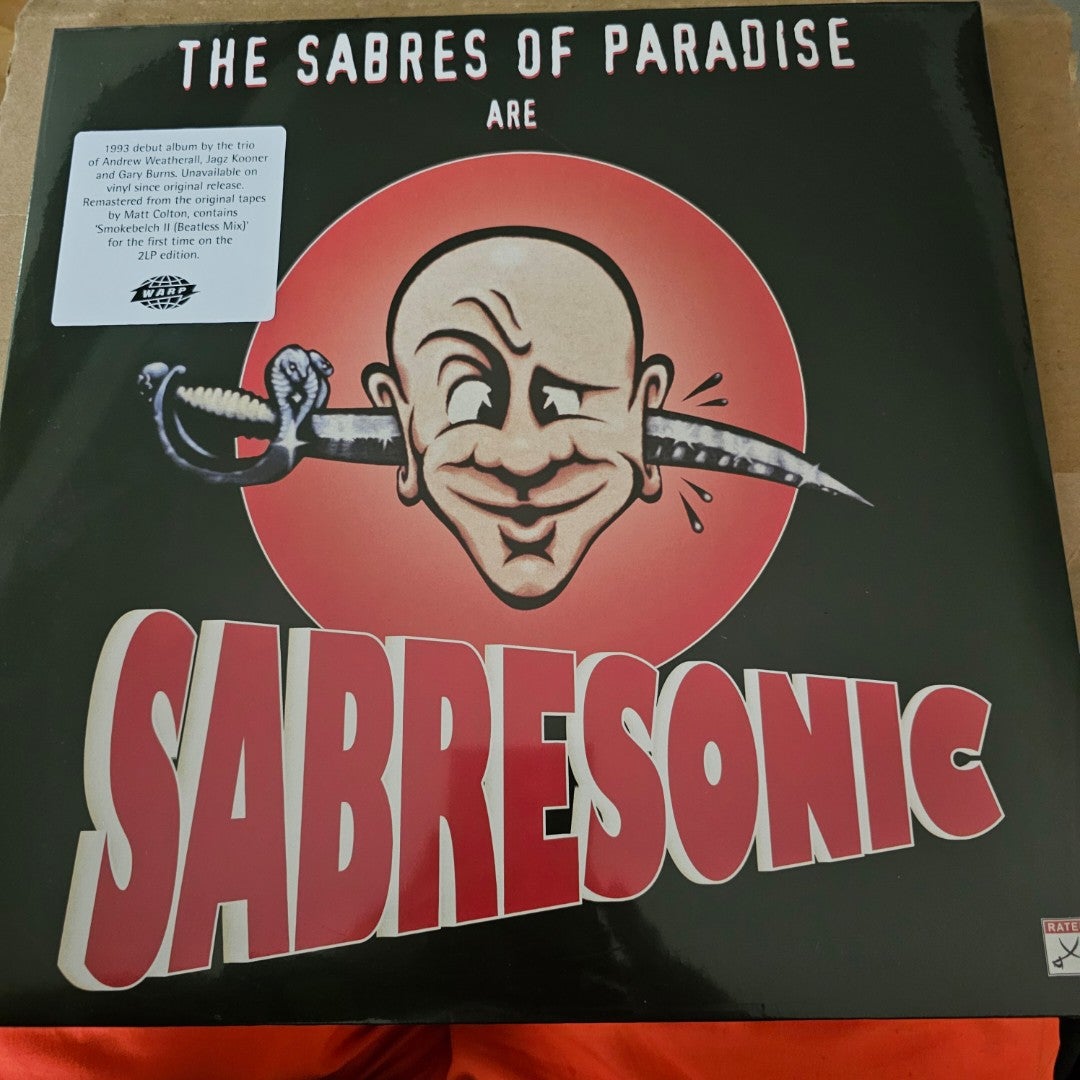 THE SABRES OF PARADISE
ARE
1993 debut album by the trio
of Andrew Weatherall, Jagz Kooner
and Gary Burns. Unavailable on
vinyl since original release.
Remastered from the original tapes
by Matt Colton, contains
'Smokebelch II (Beatless Mix)'
for the first time on the
2LP edition.
WARP
SABRESONIC
RATE